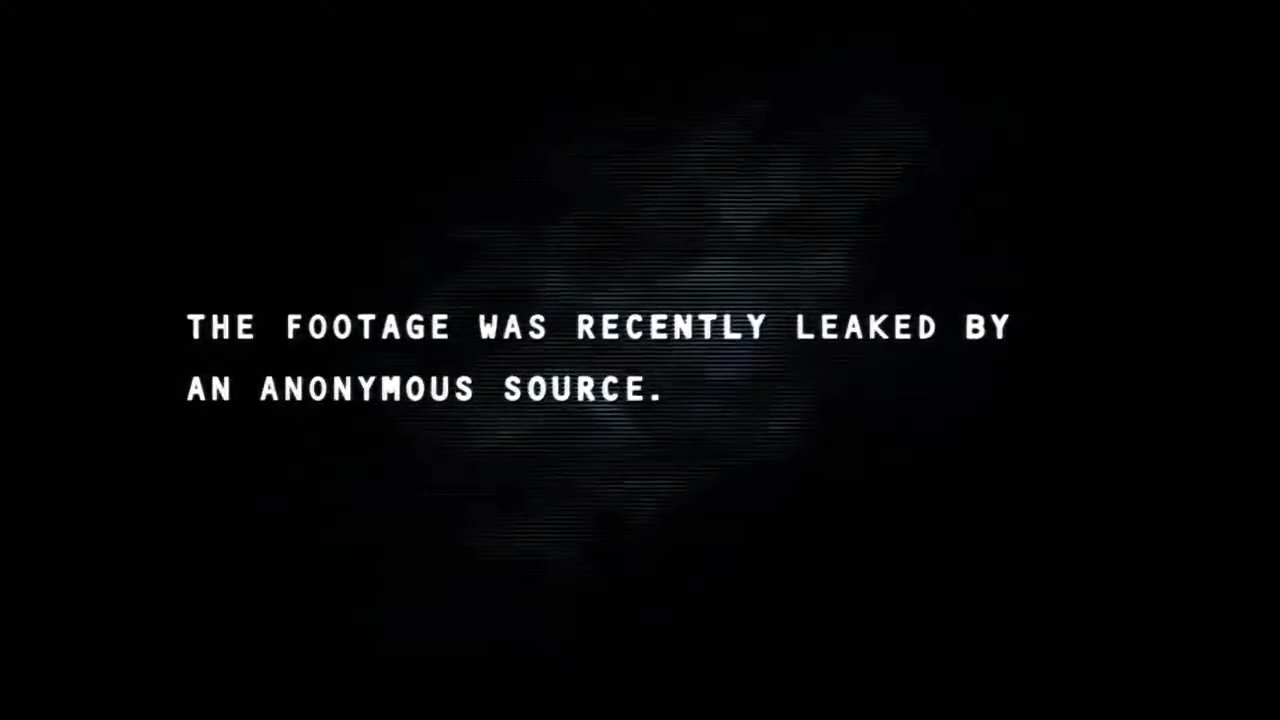 THE FOOTAGE WAS RECENTLY LEAKED BY
AN ANONYMOUS SOURCE.